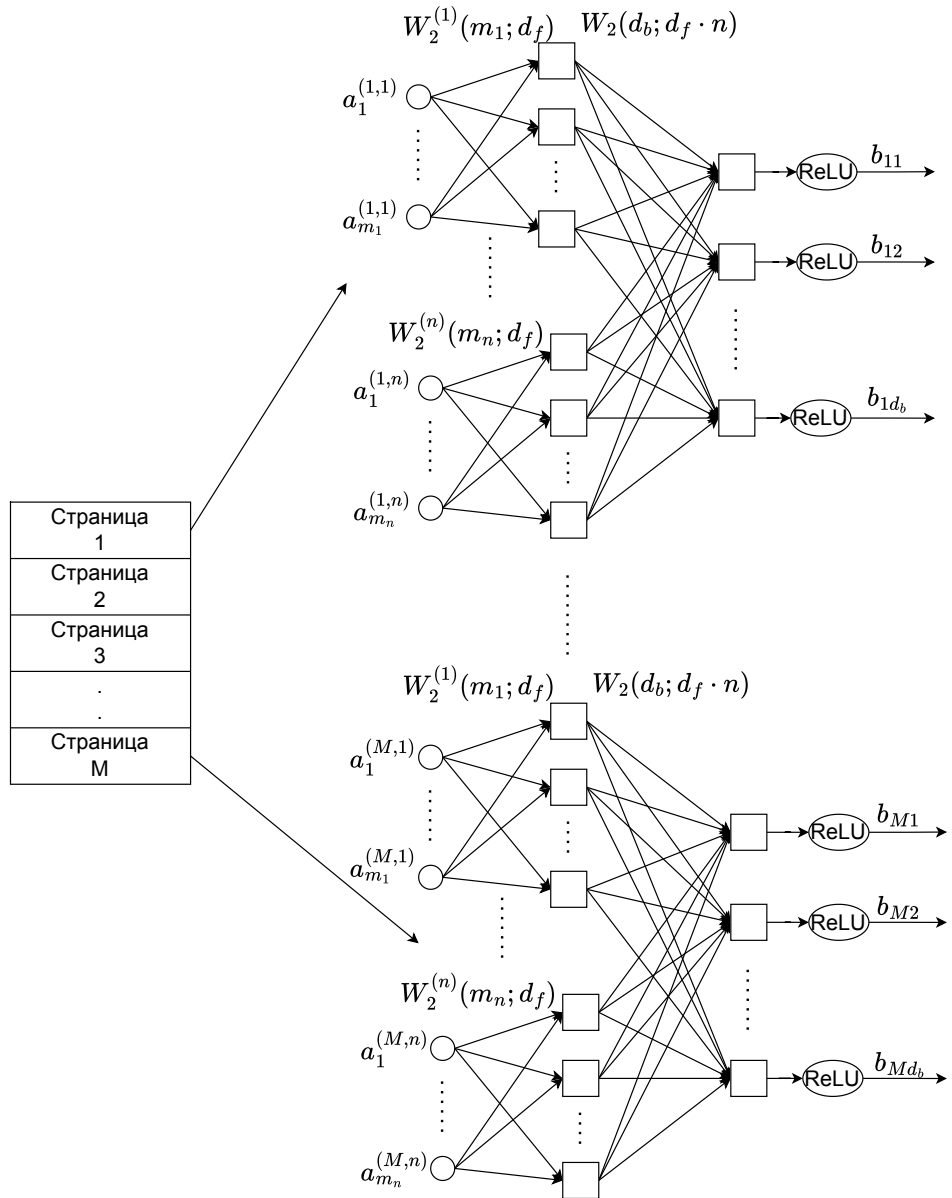 W_2^{(1)}(m_1; d_f) W_2(d_b; d_f · n)
a_1^{(1,1)}
b_{11}
ReLU
a_{m_1}^{(1,1)}
b_{12}
ReLU
W_2^{(n)}(m_n; d_f)
a_1^{(1,n)}
b_{1d_b}
ReLU
a_{m_n}^{(1,n)}
Страница
1
Страница
2
Страница
3
.
.
Страница
M
W_2^{(1)}(m_1; d_f) W_2(d_b; d_f · n)
a_1^{(M,1)}
b_{M1}
ReLU
a_{m_1}^{(M,1)}
b_{M2}
ReLU
W_2^{(n)}(m_n; d_f)
a_1^{(M,n)}
b_{Md_b}
ReLU
a_{m_n}^{(M,n)}